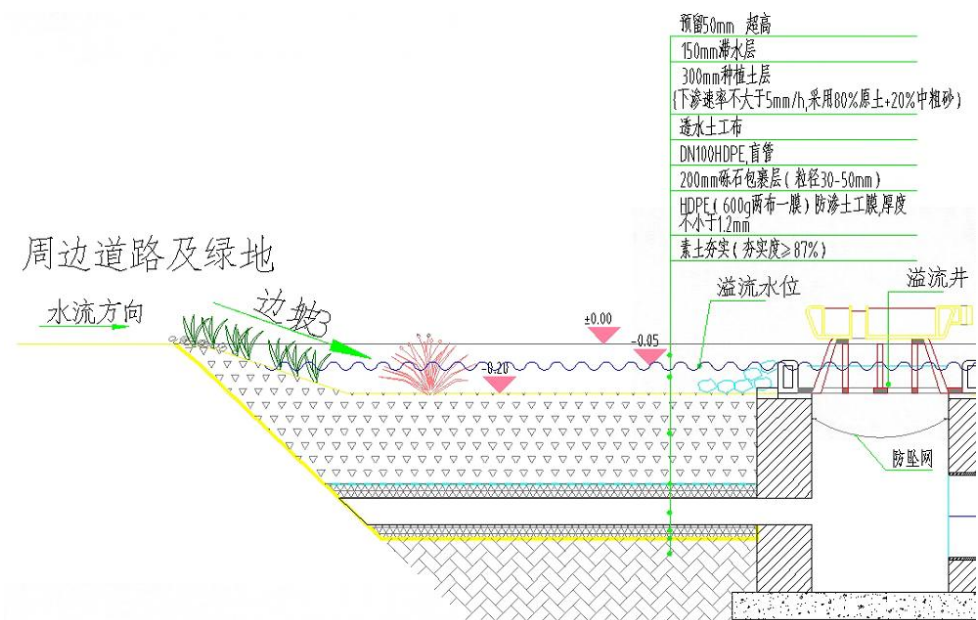 预留50mm 超高
150mm滞水层
300mm种植土层
(下渗速率不大于5mm/h,采用80%原土+20%中粗砂)
透水土工布
DN100HDPE,盲管
200mm砾石包裹层(粒径30-50mm)
HDPE(600g两布一膜)防渗土工膜,厚度
不小于1.2mm
素土夯实(夯实度≥87%)
周边道路及绿地
水流方向
边坡3
溢流水位
溢流井
±0.00
-0.05
-0.20
防坠网